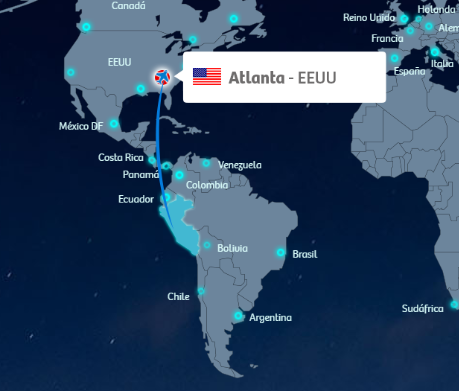 Canadá
Reino Unido
Holanda
Alem
Francia
España
Italia
EEUU
Atlanta - EEUU
México DF
Costa Rica
Panamá
Venezuela
Colombia
Ecuador
Bolivia
Brasil
Chile
Argentina
Sudáfrica